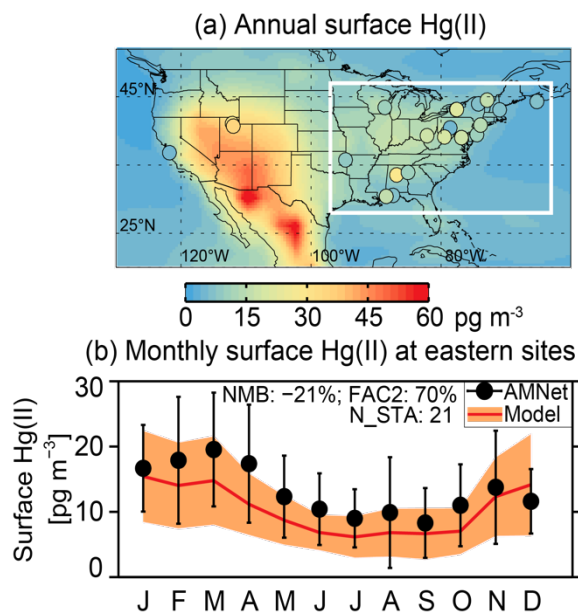 (a) Annual surface Hg(II)
45°N
25°N
120°W 100°W 80°W
0 15 30 45 60 pg m⁻³
(b) Monthly surface Hg(II) at eastern sites
30
20
10
0
Surface Hg(II)
[pg m⁻³]
NMB: −21%; FAC2: 70%
N_STA: 21
AMNet
Model
J F M A M J J A S O N D